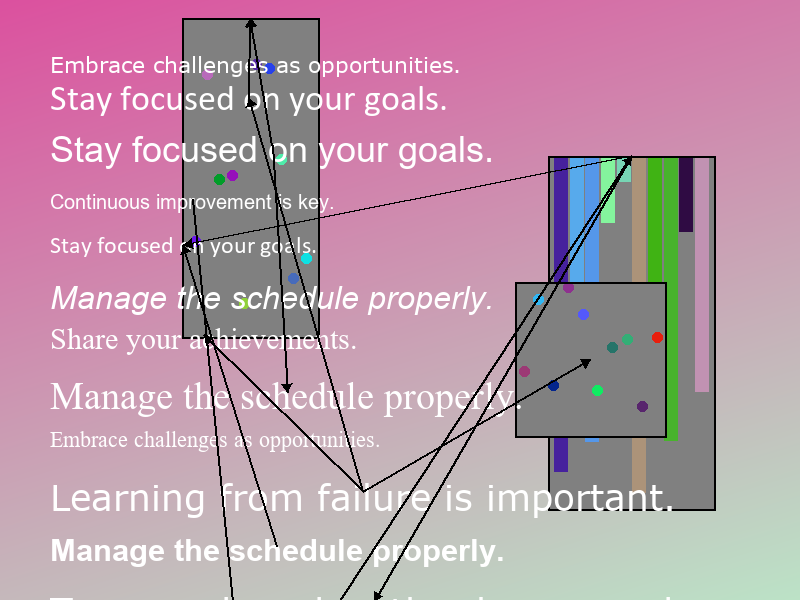 Embrace challenges as opportunities.
Stay focused on your goals.
Stay focused on your goals.
Continuous improvement is key.
Stay focused on your goals.
Manage the schedule properly.
Share your achievements.
Manage the schedule properly.
Embrace challenges as opportunities.
Learning from failure is important.
Manage the schedule properly.